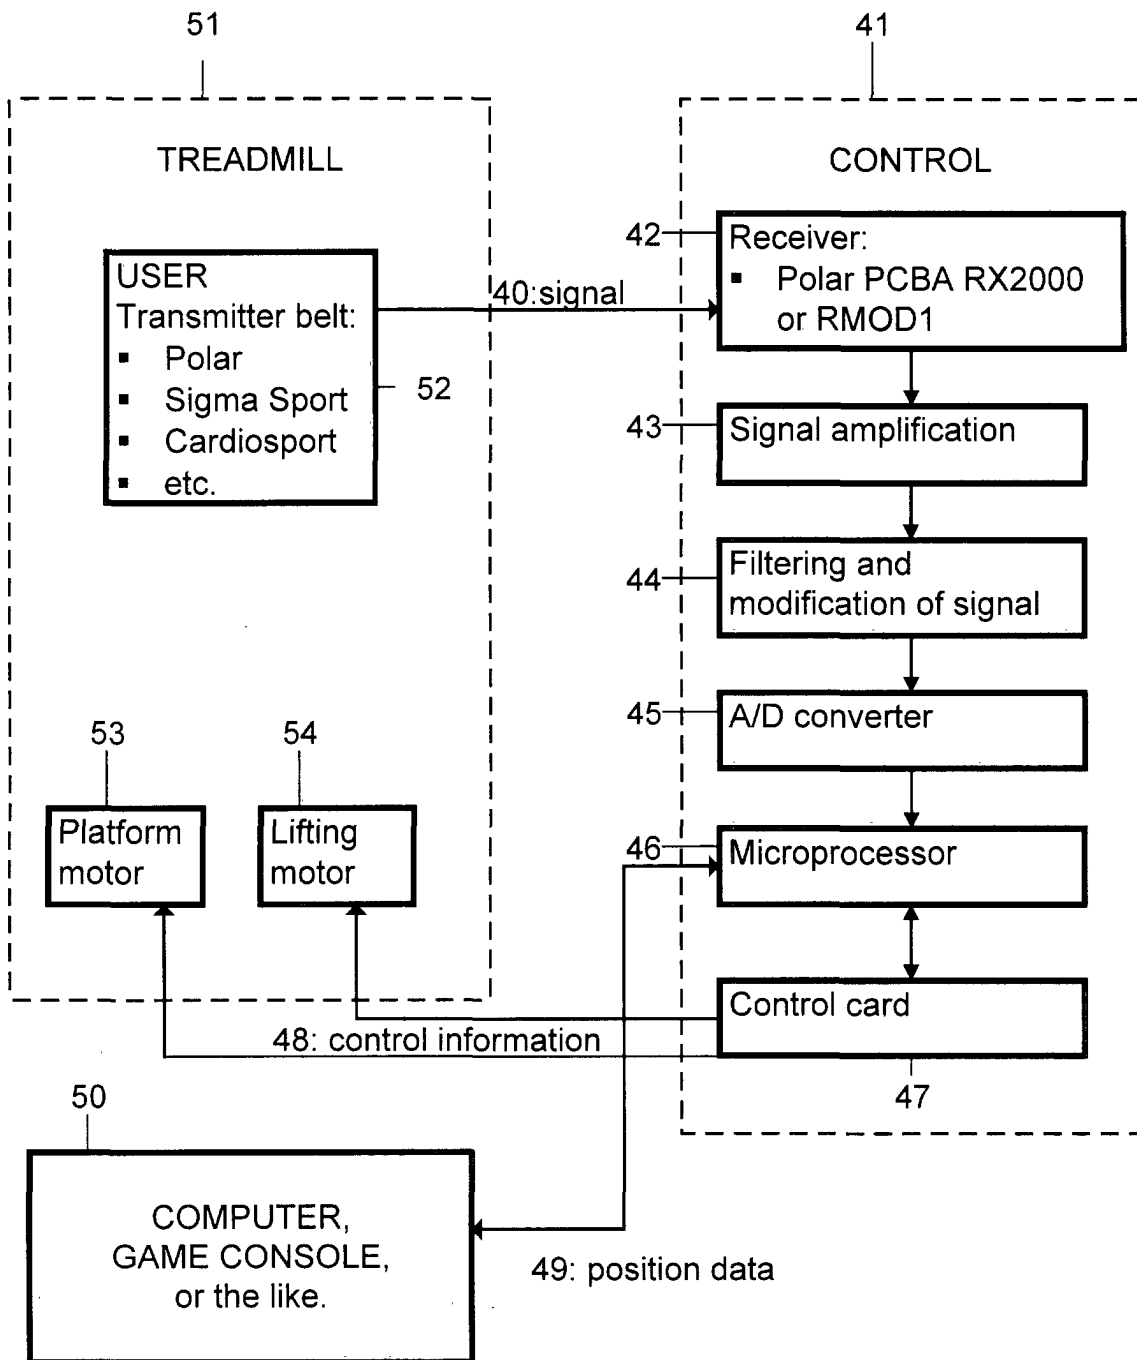 51
41
TREADMILL
CONTROL
USER
Transmitter belt:
▪ Polar
▪ Sigma Sport
▪ Cardiosport
▪ etc.
52
40:signal
42
Receiver:
▪ Polar PCBA RX2000
or RMOD1
43
Signal amplification
44
Filtering and
modification of signal
45
A/D converter
53
54
Platform
motor
Lifting
motor
46
Microprocessor
Control card
48: control information
47
50
COMPUTER,
GAME CONSOLE,
or the like.
49: position data